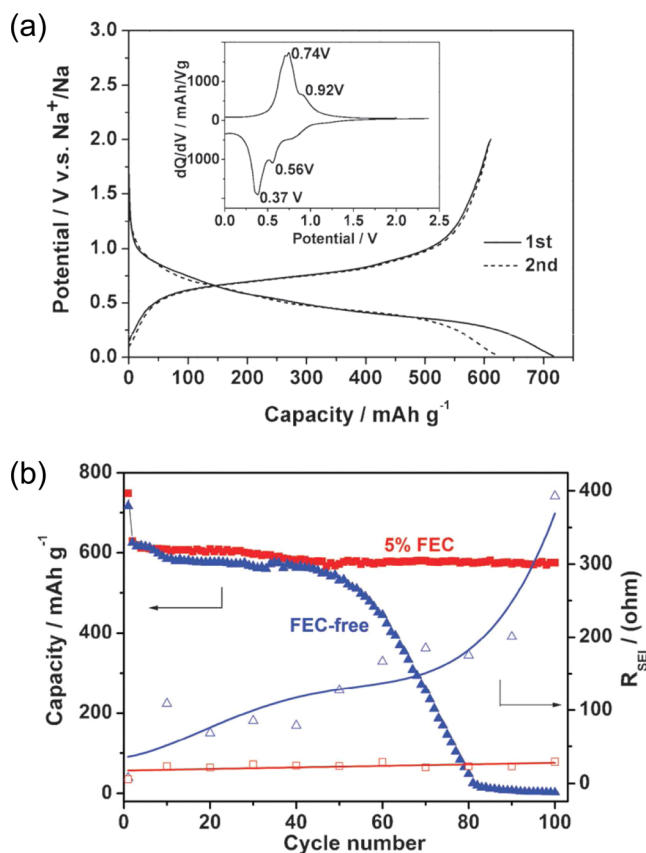 (a)
3.0
2.5
2.0
1.5
1.0
0.5
0.0
Potential / V v.s. Na⁺/Na
1000
0
1000
dQ/dV / mAh/Vg
0.74V
0.92V
0.56V
0.37 V
0.0 0.5 1.0 1.5 2.0 2.5
Potential / V
1st
2nd
0 100 200 300 400 500 600 700
Capacity / mAh g⁻¹
(b)
800
600
400
200
0
Capacity / mAh g⁻¹
5% FEC
FEC-free
400
300
200
100
0
R_SEI / (ohm)
0 20 40 60 80 100
Cycle number